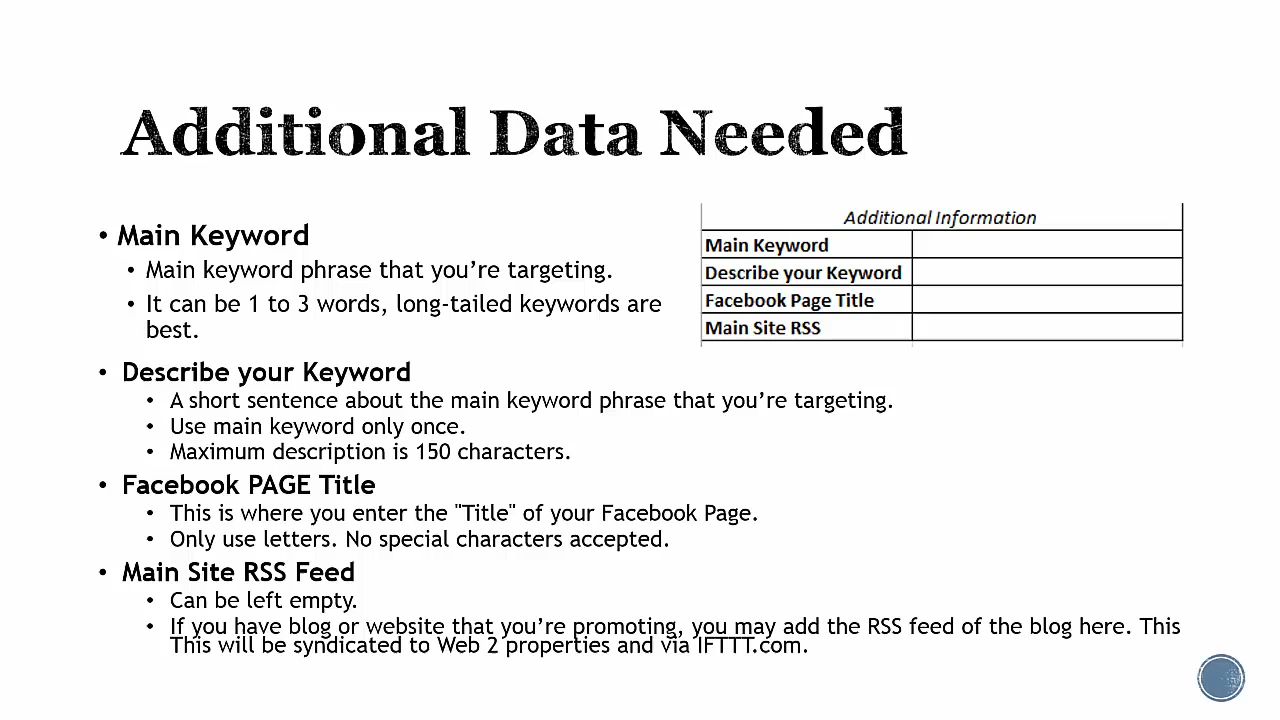 Additional Data Needed
• Main Keyword
• Main keyword phrase that you’re targeting.
• It can be 1 to 3 words, long-tailed keywords are
best.
Additional Information
Main Keyword
Describe your Keyword
Facebook Page Title
Main Site RSS
• Describe your Keyword
• A short sentence about the main keyword phrase that you’re targeting.
• Use main keyword only once.
• Maximum description is 150 characters.
• Facebook PAGE Title
• This is where you enter the "Title" of your Facebook Page.
• Only use letters. No special characters accepted.
• Main Site RSS Feed
• Can be left empty.
• If you have blog or website that you’re promoting, you may add the RSS feed of the blog here. This
This will be syndicated to Web 2 properties and via IFTTT.com.